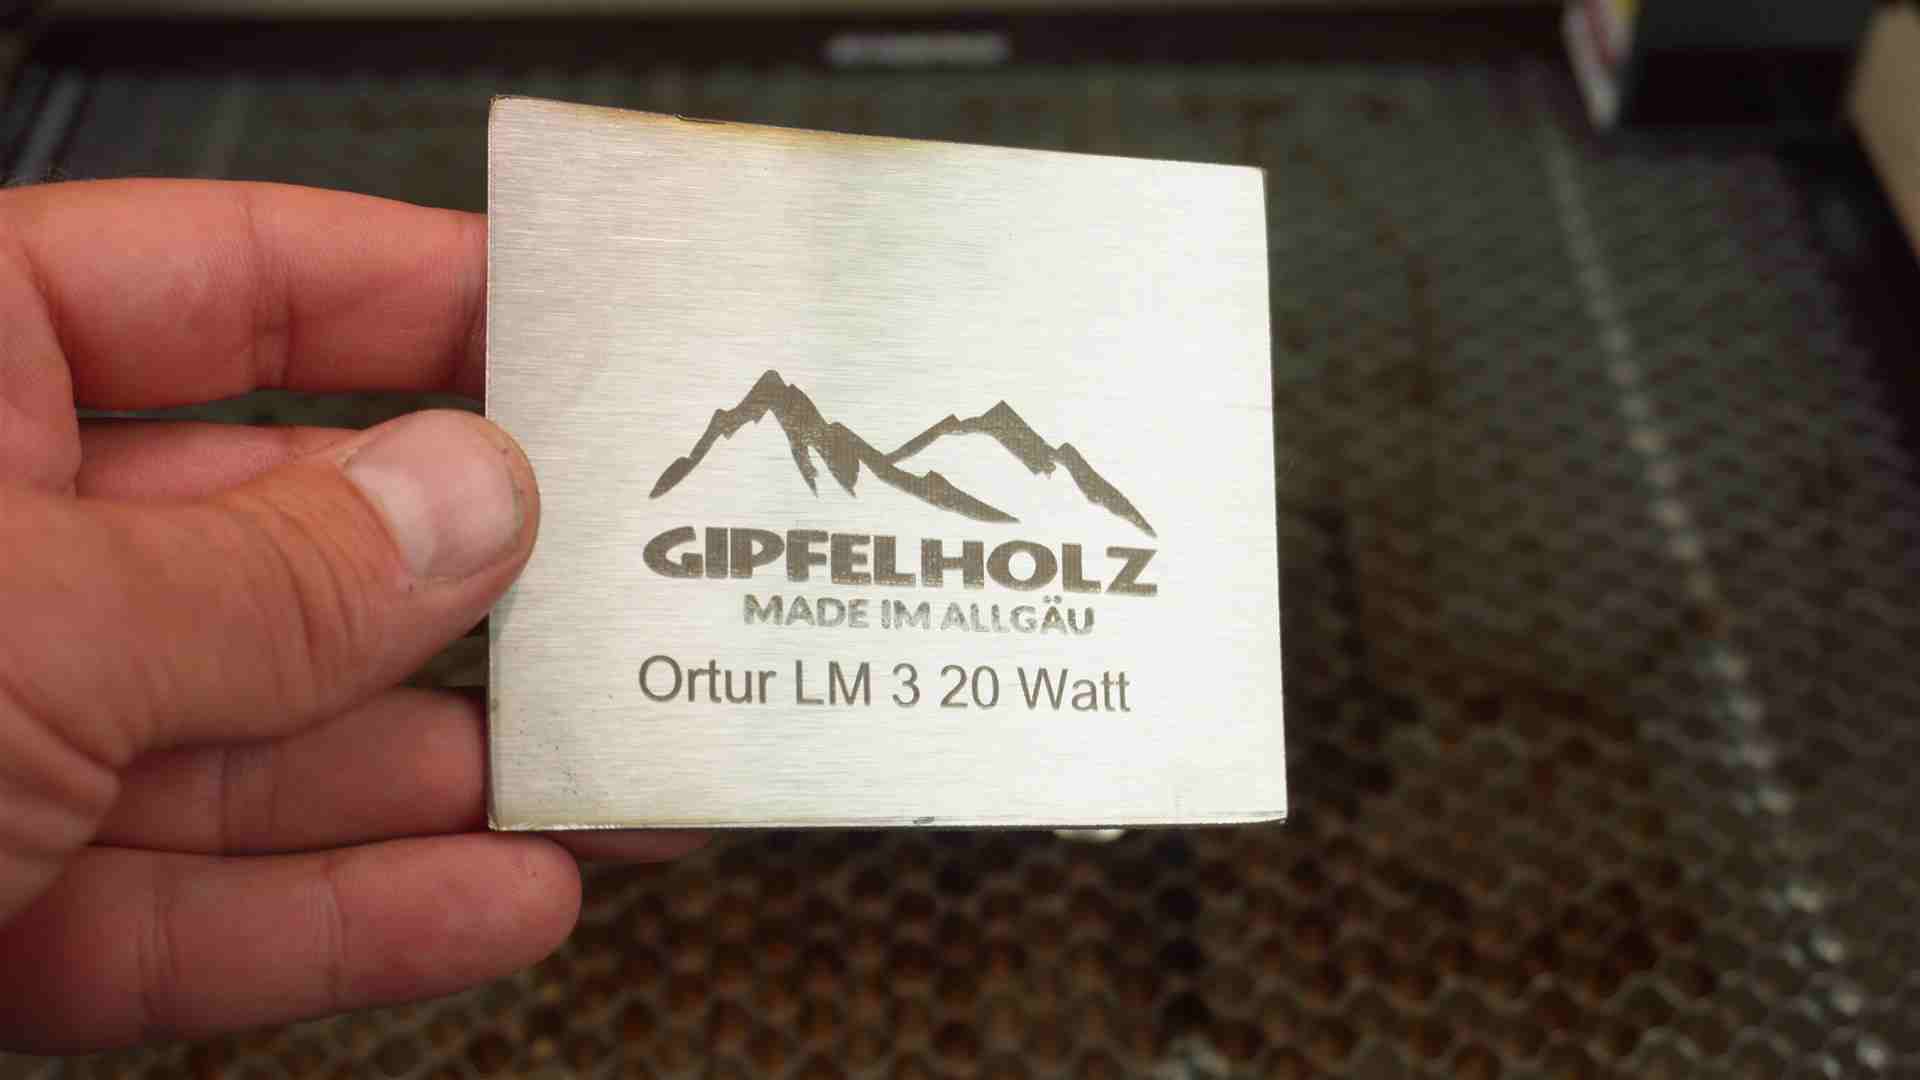 GIPFELHOLZ
MADE IM ALLGÄU
Ortur LM 3 20 Watt